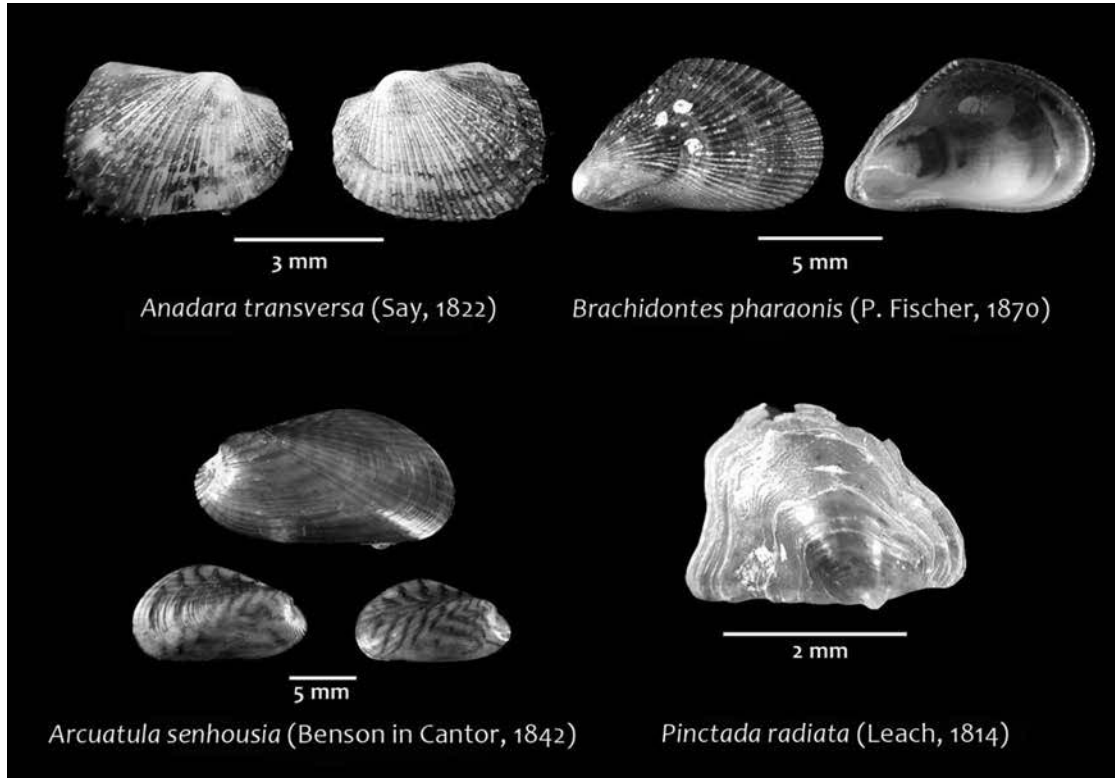 3 mm
Anadara transversa (Say, 1822)
5 mm
Brachidontes pharaonis (P. Fischer, 1870)
5 mm
Arcuatula senhousia (Benson in Cantor, 1842)
2 mm
Pinctada radiata (Leach, 1814)